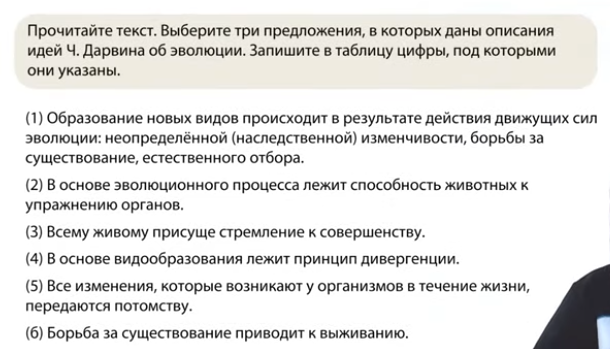 Прочитайте текст. Выберите три предложения, в которых даны описания
идей Ч. Дарвина об эволюции. Запишите в таблицу цифры, под которыми
они указаны.
(1) Образование новых видов происходит в результате действия движущих сил
эволюции: неопределённой (наследственной) изменчивости, борьбы за
существование, естественного отбора.
(2) В основе эволюционного процесса лежит способность животных к
упражнению органов.
(3) Всему живому присуще стремление к совершенству.
(4) В основе видообразования лежит принцип дивергенции.
(5) Все изменения, которые возникают у организмов в течение жизни,
передаются потомству.
(6) Борьба за существование приводит к выживанию.